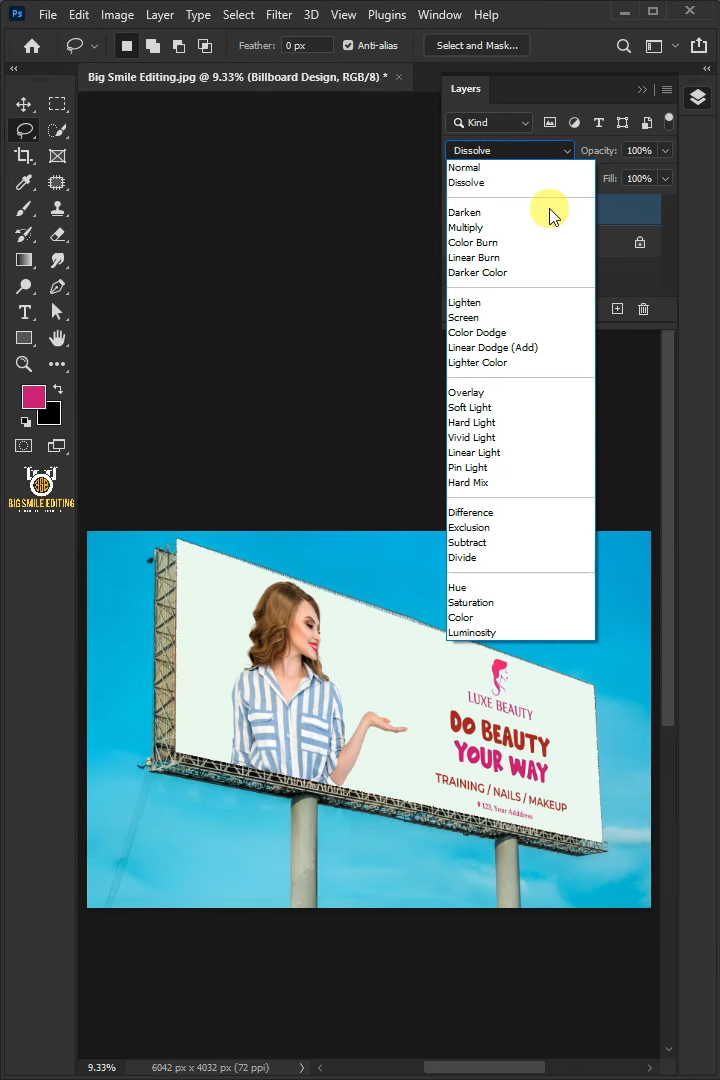 Ps File Edit Image Layer Type Select Filter 3D View Plugins Window Help
Feather: 0 px Anti-alias Select and Mask...
Big Smile Editing.jpg @ 9.33% (Billboard Design, RGB/8) * ×
Layers
Kind
Dissolve Opacity: 100%
Normal
Fill: 100%
Dissolve
Darken
Multiply
Color Burn
Linear Burn
Darker Color
Lighten
Screen
Color Dodge
Linear Dodge (Add)
Lighter Color
Overlay
Soft Light
Hard Light
Vivid Light
Linear Light
Pin Light
Hard Mix
Difference
Exclusion
Subtract
Divide
Hue
Saturation
Color
Luminosity
BIG SMILE EDITING
LUXE BEAUTY
DO BEAUTY
YOUR WAY
TRAINING / NAILS / MAKEUP
123, Your Adddress
9.33% 6042 px x 4032 px (72 ppi)